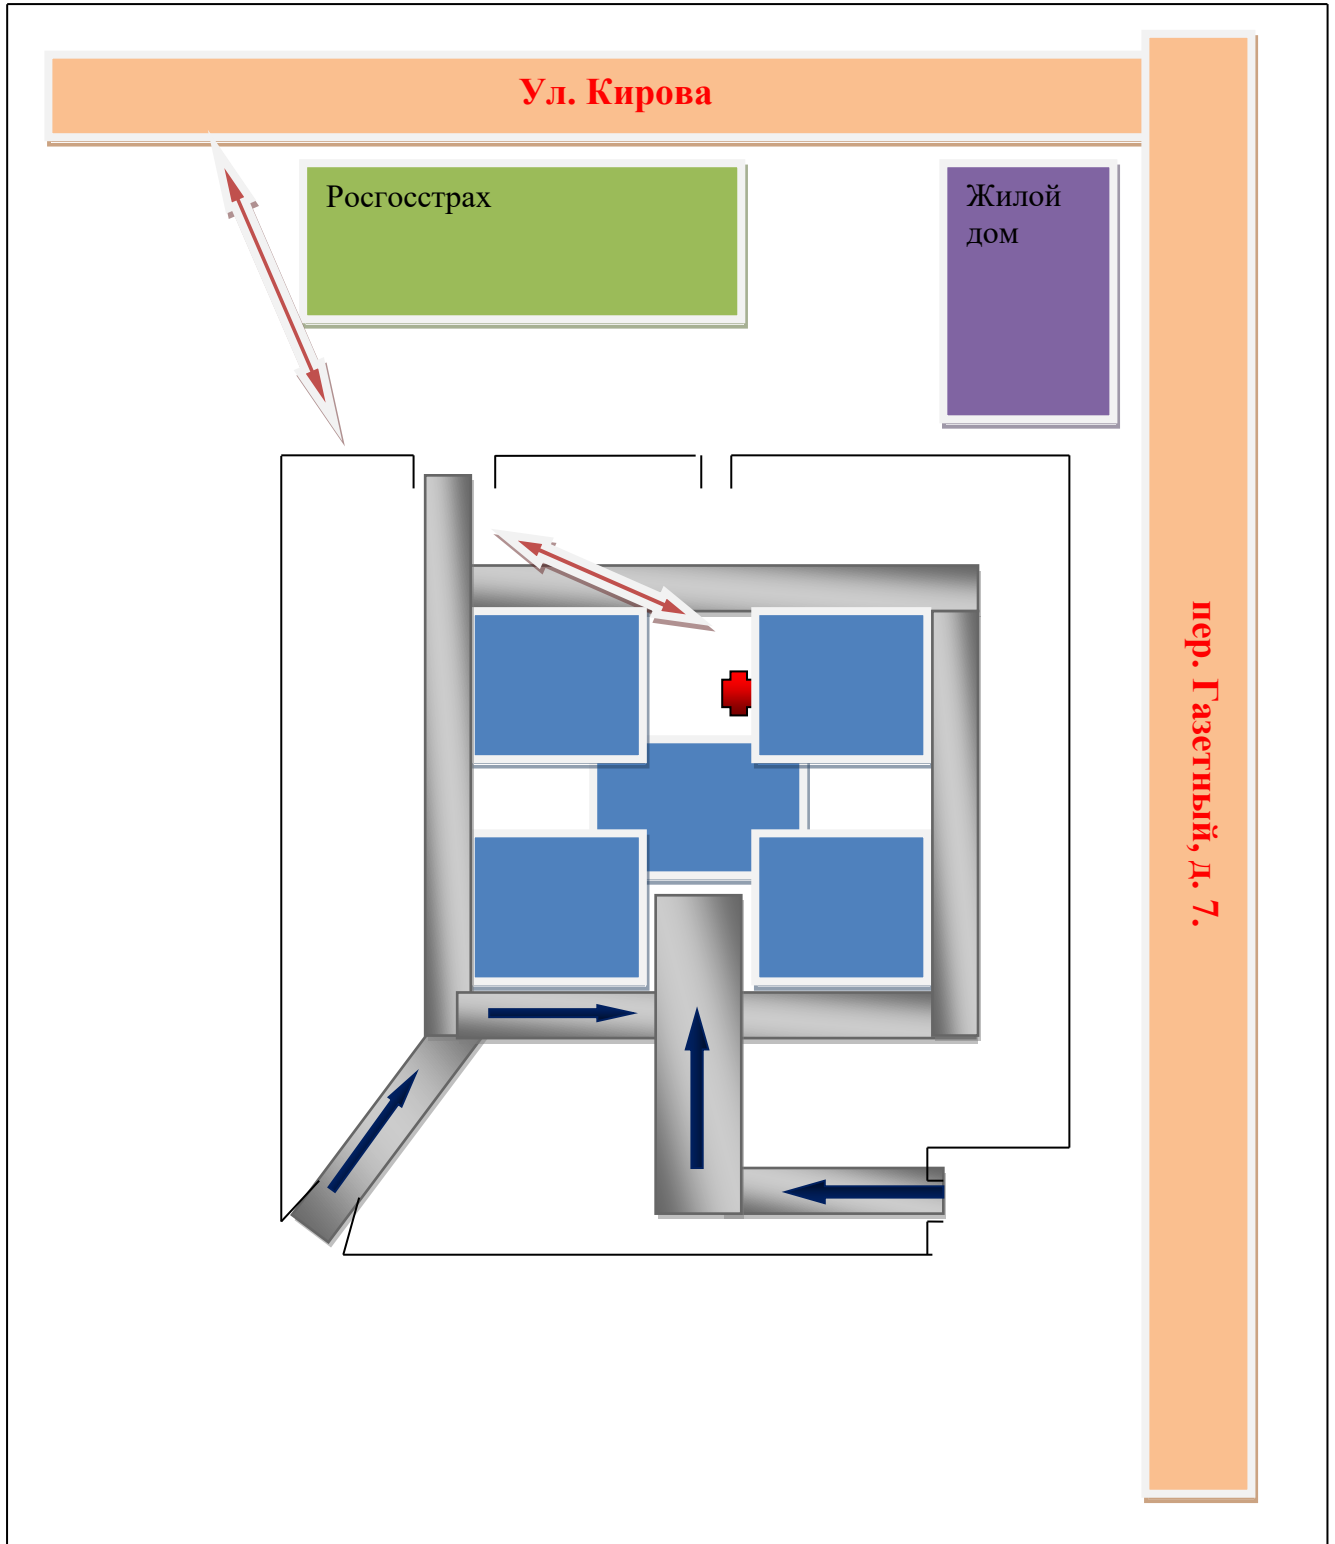 Ул. Кирова
Росгосстрах
Жилой
дом
пер. Газетный, д. 7.